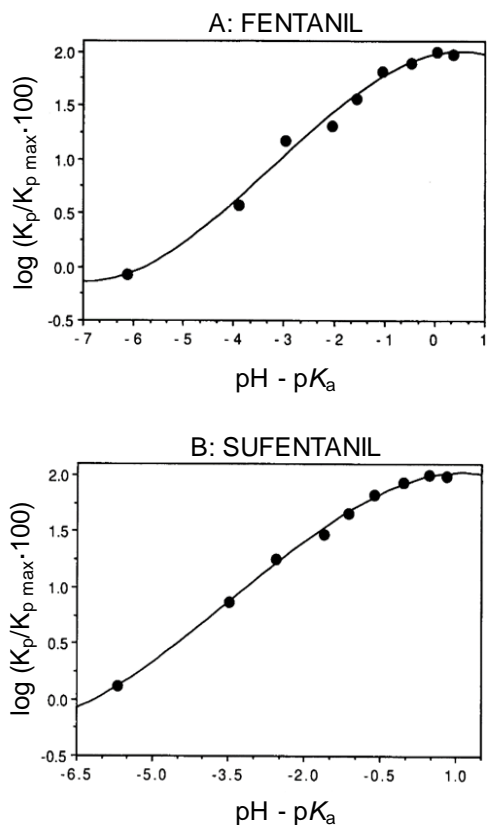 A: FENTANIL
log (Kp/Kp max·100)
2.0
1.5
1.0
0.5
0.0
-0.5
-7 -6 -5 -4 -3 -2 -1 0 1
pH - pKa
B: SUFENTANIL
log (Kp/Kp max·100)
2.0
1.5
1.0
0.5
0.0
-0.5
-6.5 -5.0 -3.5 -2.0 -0.5 1.0
pH - pKa